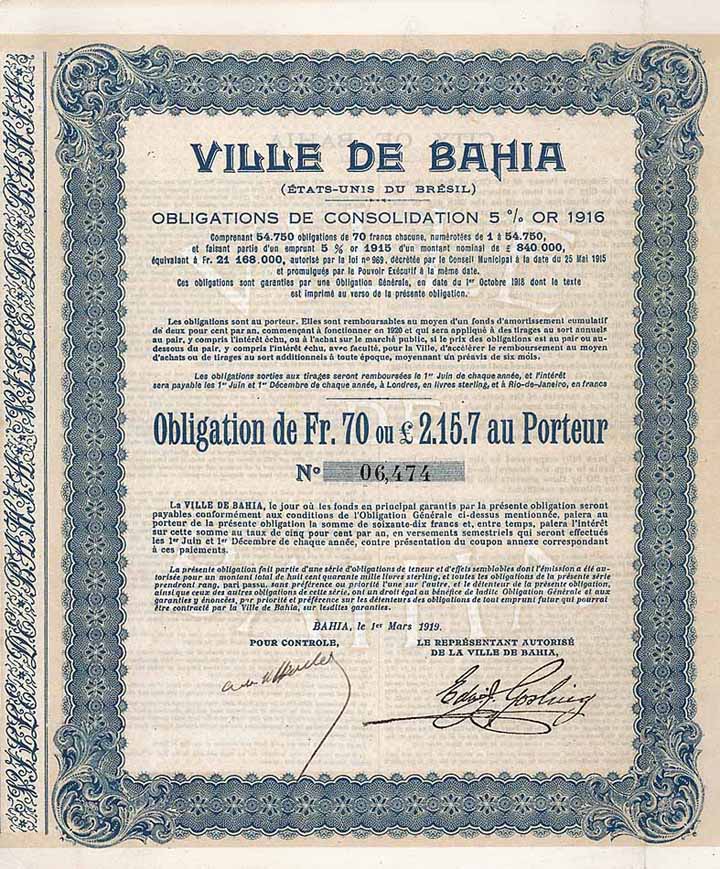 VILLE DE BAHIA
(ÉTATS-UNIS DU BRÉSIL)
OBLIGATIONS DE CONSOLIDATION 5 % OR 1916
Comprenant 54.750 obligations de 70 francs chacune, numérotées de 1 à 54.750,
et faisant partie d'un emprunt 5 % or 1915 d'un montant nominal de £ 840.000,
équivalant à Fr. 21 168.000, autorisé par la loi nº 969, décrétée par le Conseil Municipal à la date du 25 Mai 1915
et promulguées par le Pouvoir Exécutif à la même date.
Ces obligations sont garanties par une Obligation Générale, en date du 1er Octobre 1918 dont le texte
est imprimé au verso de la présente obligation.
Les obligations sont au porteur. Elles sont remboursables au moyen d'un fonds d'amortissement cumulatif
de deux pour cent par an, commençant à fonctionner en 1920 et qui sera appliqué à des tirages au sort annuels
au pair, y compris l'intérêt échu, ou à l'achat sur le marché public, si le prix des obligations est au pair ou au-
dessous du pair, y compris l'intérêt échu, avec faculté, pour la Ville, d'accélérer le remboursement au moyen
d'achats ou de tirages au sort additionnels à toute époque, moyennant un préavis de six mois.
Les obligations sorties aux tirages seront remboursées le 1er Juin de chaque année, et l'intérêt
sera payable les 1er Juin et 1er Décembre de chaque année, à Londres, en livres sterling, et à Rio-de-Janeiro, en francs
Obligation de Fr. 70 ou £ 2.15.7 au Porteur
No 06,474
La VILLE DE BAHIA, le jour où les fonds en principal garantis par la présente obligation seront
payables conformément aux conditions de l'Obligation Générale ci-dessus mentionnée, paiera au
porteur de la présente obligation la somme de soixante-dix francs et, entre temps, paiera l'intérêt
sur cette somme au taux de cinq pour cent par an, en versements semestriels qui seront effectués
les 1er Juin et 1er Décembre de chaque année, contre présentation du coupon annexe correspondant
à ces paiements.
La présente obligation fait partie d'une série d'obligations de teneur et d'effets semblables dont l'émission a été au-
torisée pour un montant total de huit cent quarante mille livres sterling, et toutes les obligations de la présente série
prendront rang, pari passu, sans préférence ou priorité l'une sur l'autre, et le détenteur de la présente obligation,
ainsi que ceux des autres obligations de cette série, ont un droit égal au bénéfice de ladite Obligation Générale et aux
garanties y énoncées, par priorité et préférence sur les détenteurs des obligations de tout emprunt futur qui pourrai
être contracté par la Ville de Bahia, sur lesdites garanties.
BAHIA, le 1er Mars 1919.
POUR CONTROLE,
LE REPRÉSENTANT AUTORISÉ
DE LA VILLE DE BAHIA,
VILLE DE BAHIA